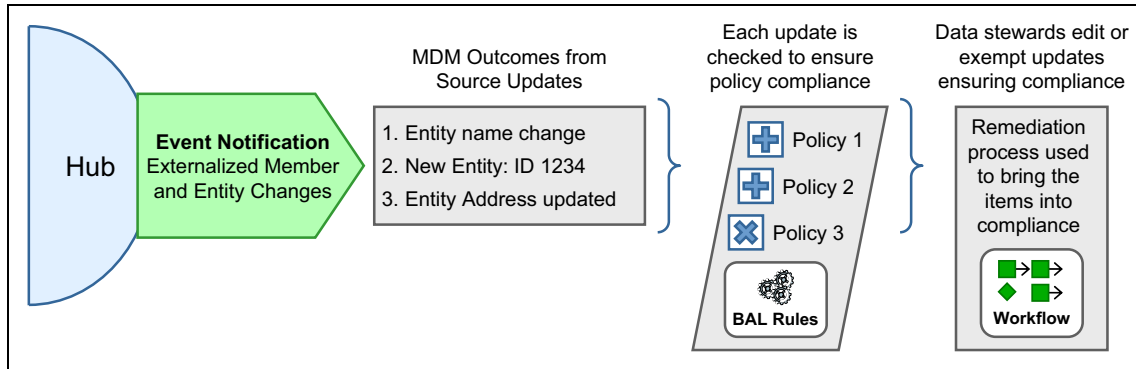 Hub
Event Notification
Externalized Member
and Entity Changes
MDM Outcomes from
Source Updates
1. Entity name change
2. New Entity: ID 1234
3. Entity Address updated
Each update is
checked to ensure
policy compliance
Policy 1
Policy 2
Policy 3
BAL Rules
Data stewards edit or
exempt updates
ensuring compliance
Remediation
process used
to bring the
items into
compliance
Workflow